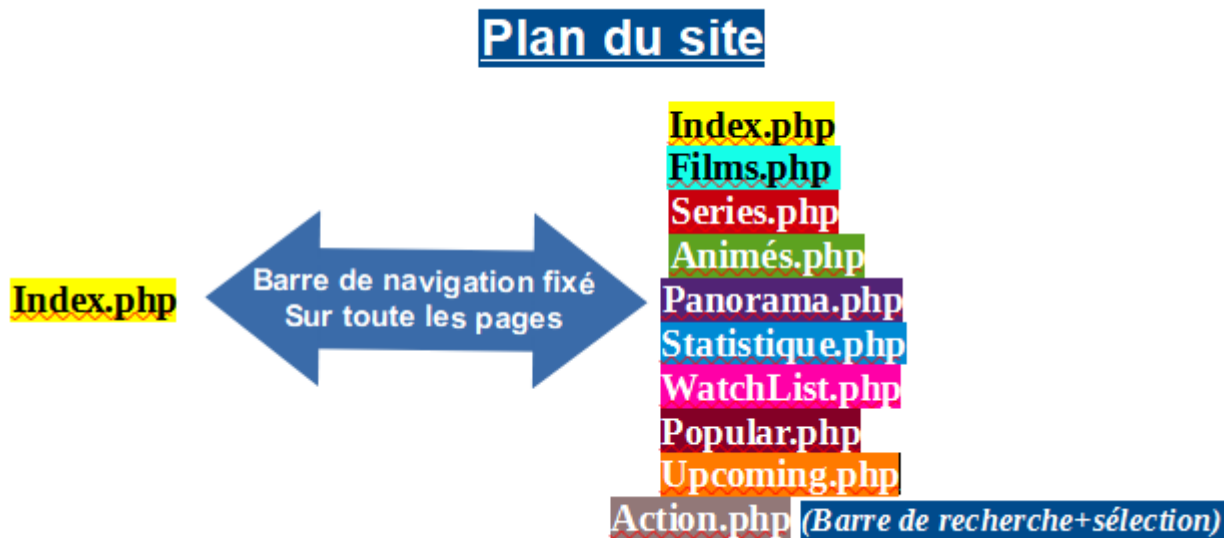 Plan du site
Index.php
Barre de navigation fixé
Sur toute les pages
Index.php
Films.php
Series.php
Animés.php
Panorama.php
Statistique.php
WatchList.php
Popular.php
Upcoming.php
Action.php (Barre de recherche+sélection)